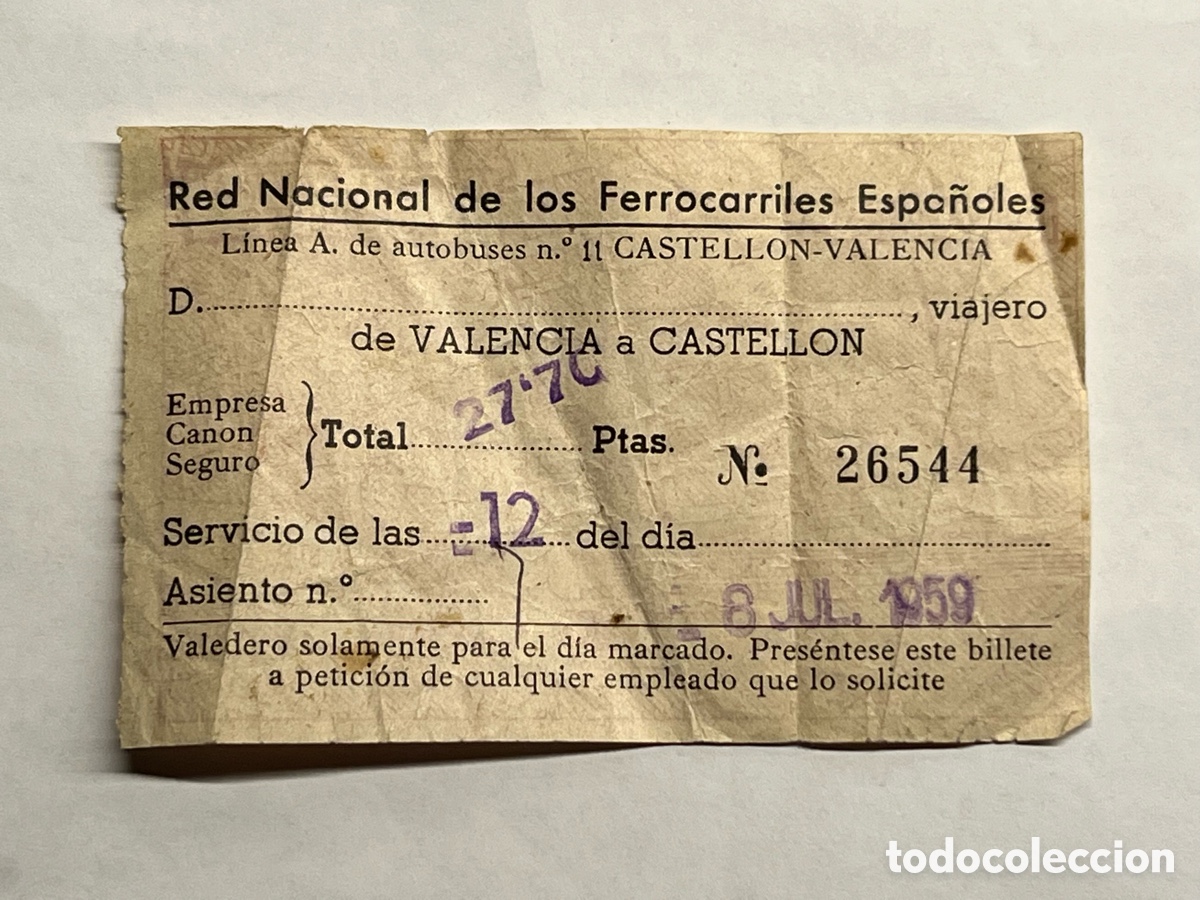 Red Nacional de los Ferrocarriles Españoles
Línea A. de autobuses n.º 11 CASTELLON-VALENCIA
D. , viajero
de VALENCIA a CASTELLON
Empresa
Canon
Seguro
Total 27'70 Ptas.
Nº 26544
Servicio de las =12 del día
Asiento n.º
= 8 JUL. 1959
Valedero solamente para el día marcado. Preséntese este billete
a petición de cualquier empleado que lo solicite
todocoleccion